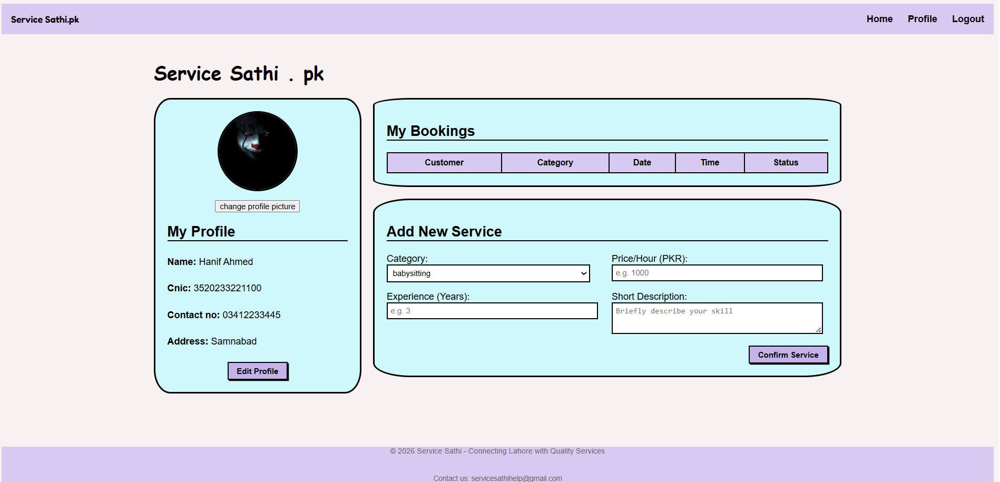 Service Sathi.pk
Home Profile Logout
Service Sathi . pk
change profile picture
My Profile
Name: Hanif Ahmed
Cnic: 3520233221100
Contact no: 03412233445
Address: Samnabad
Edit Profile
My Bookings
Customer Category Date Time Status
Add New Service
Category: Price/Hour (PKR):
babysitting e.g. 1000
Experience (Years): Short Description:
e.g. 3 Briefly describe your skill
Confirm Service
© 2026 Service Sathi - Connecting Lahore with Quality Services
Contact us: servicesathihelp@gmail.com